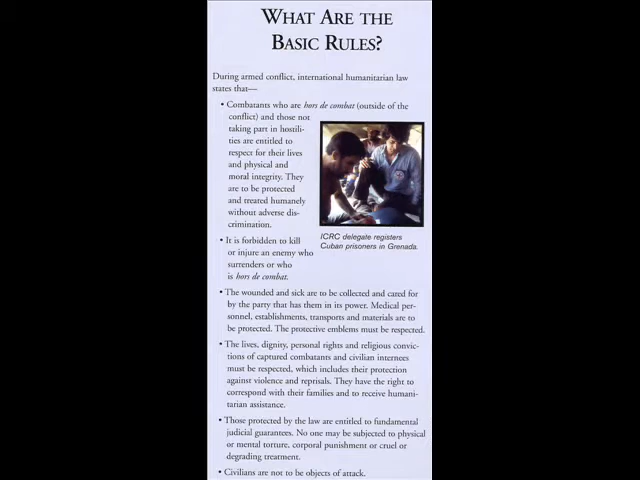 WHAT ARE THE
BASIC RULES?
During armed conflict, international humanitarian law
states that—
• Combatants who are hors de combat (outside of the
conflict) and those not
taking part in hostili-
ties are entitled to
respect for their lives
and physical and
moral integrity. They
are to be protected
and treated humanely
without adverse dis-
crimination.
ICRC delegate registers
Cuban prisoners in Grenada.
• It is forbidden to kill
or injure an enemy who
surrenders or who
is hors de combat.
• The wounded and sick are to be collected and cared for
by the party that has them in its power. Medical per-
sonnel, establishments, transports and materials are to
be protected. The protective emblems must be respected.
• The lives, dignity, personal rights and religious convic-
tions of captured combatants and civilian internees
must be respected, which includes their protection
against violence and reprisals. They have the right to
correspond with their families and to receive humani-
tarian assistance.
• Those protected by the law are entitled to fundamental
judicial guarantees. No one may be subjected to physical
or mental torture, corporal punishment or cruel or
degrading treatment.
• Civilians are not to be objects of attack.